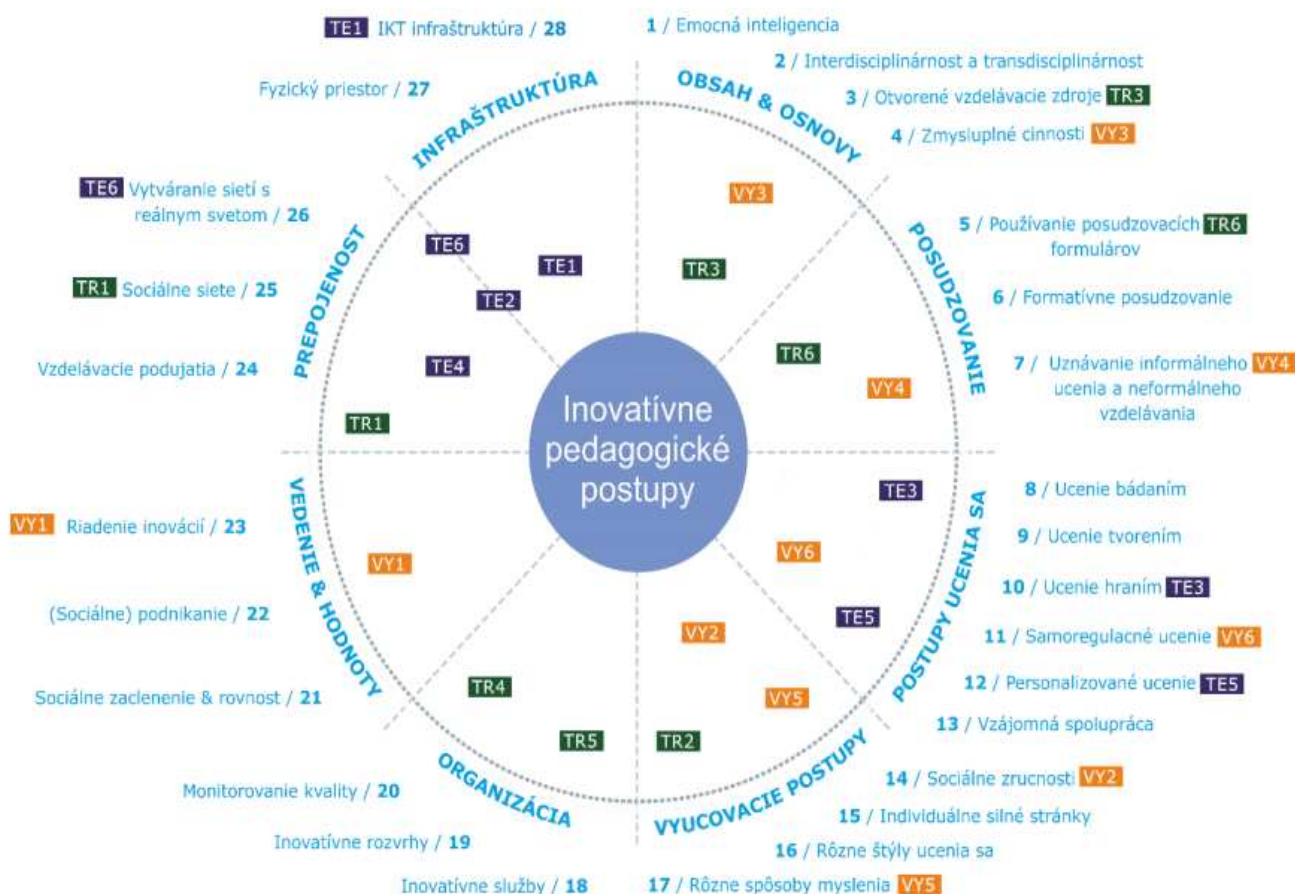 TE1 IKT infraštruktúra / 28
Fyzický priestor / 27
1 / Emocná inteligencia
2 / Interdisciplinárnost a transdisciplinárnost
3 / Otvorené vzdelávacie zdroje TR3
4 / Zmysluplné cinnosti VY3
INFRAŠTRUKTÚRA
OBSAH & OSNOVY
TE6 Vytváranie sietí s
reálnym svetom / 26
TR1 Sociálne siete / 25
Vzdelávacie podujatia / 24
PREPOJENOST
POSUDZOVANIE
5 / Používanie posudzovacích TR6
formulárov
6 / Formatívne posudzovanie
7 / Uznávanie informálneho VY4
ucenia a neformálneho
vzdelávania
VY3
TE6
TE1
TR3
TE2
TE4
TR6
VY4
TR1
Inovatívne
pedagogické
postupy
TE3
VY6
VY1
TE5
VY2
TR4
VY5
TR5
TR2
VY1 Riadenie inovácií / 23
(Sociálne) podnikanie / 22
Sociálne zaclenenie & rovnost / 21
VEDENIE & HODNOTY
POSTUPY UCENIA SA
8 / Ucenie bádaním
9 / Ucenie tvorením
10 / Ucenie hraním TE3
11 / Samoregulacné ucenie VY6
12 / Personalizované ucenie TE5
13 / Vzájomná spolupráca
ORGANIZÁCIA
VYUCOVACIE POSTUPY
Monitorovanie kvality / 20
Inovatívne rozvrhy / 19
Inovatívne služby / 18
14 / Sociálne zrucnosti VY2
15 / Individuálne silné stránky
16 / Rôzne štýly ucenia sa
17 / Rôzne spôsoby myslenia VY5